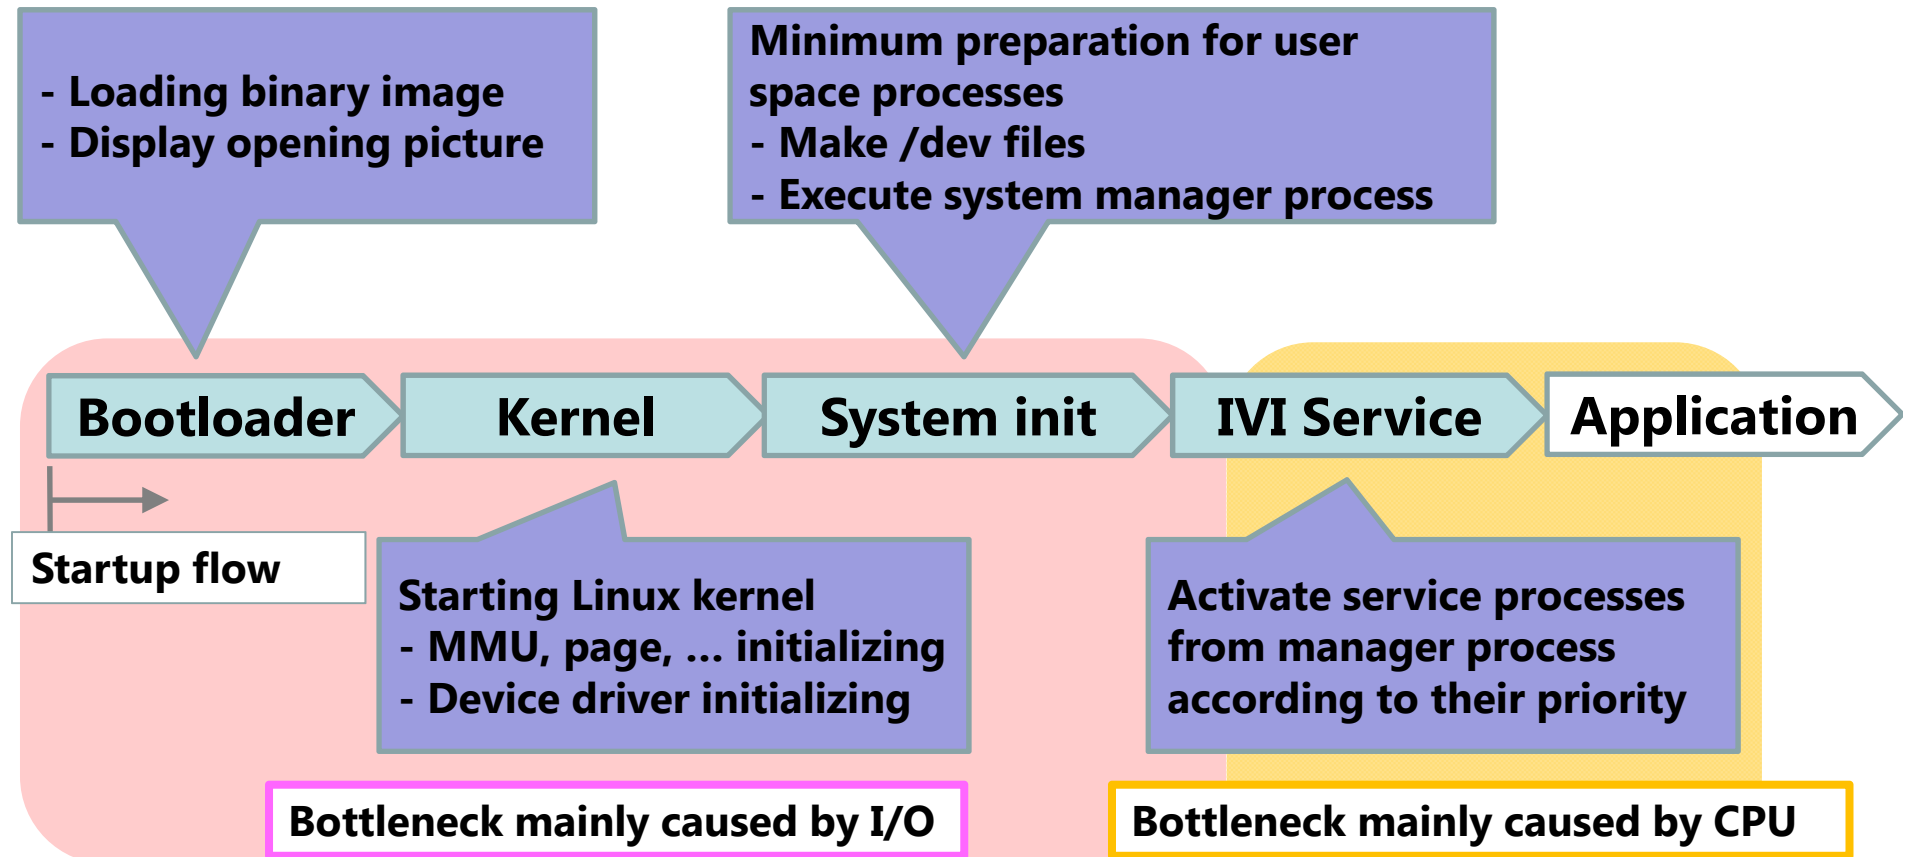 - Loading binary image
- Display opening picture
Minimum preparation for user
space processes
- Make /dev files
- Execute system manager process
Bootloader
Kernel
System init
IVI Service
Application
Startup flow
Starting Linux kernel
- MMU, page, … initializing
- Device driver initializing
Activate service processes
from manager process
according to their priority
Bottleneck mainly caused by I/O
Bottleneck mainly caused by CPU